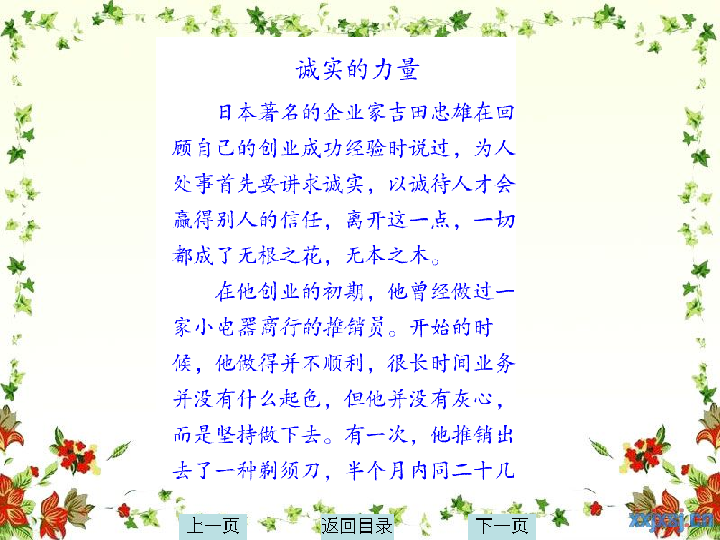 诚实的力量
日本著名的企业家吉田忠雄在回
顾自己的创业成功经验时说过，为人
处事首先要讲求诚实，以诚待人才会
赢得别人的信任，离开这一点，一切
都成了无根之花，无本之木。
在他创业的初期，他曾经做过一
家小电器商行的推销员。开始的时
候，他做得并不顺利，很长时间业务
并没有什么起色，但他并没有灰心，
而是坚持做下去。有一次，他推销出
去了一种剃须刀，半个月内同二十几
上一页 返回目录 下一页